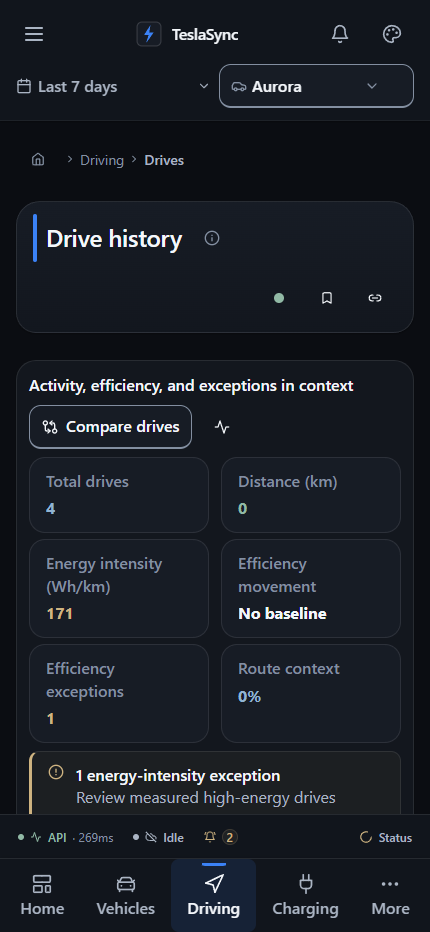 TeslaSync
Last 7 days
Aurora
Driving
Drives
Drive history
Activity, efficiency, and exceptions in context
Compare drives
Total drives
4
Distance (km)
0
Energy intensity
(Wh/km)
171
Efficiency
movement
No baseline
Efficiency
exceptions
1
Route context
0%
1 energy-intensity exception
Review measured high-energy drives
API · 269ms
Idle
2
Status
Home
Vehicles
Driving
Charging
More